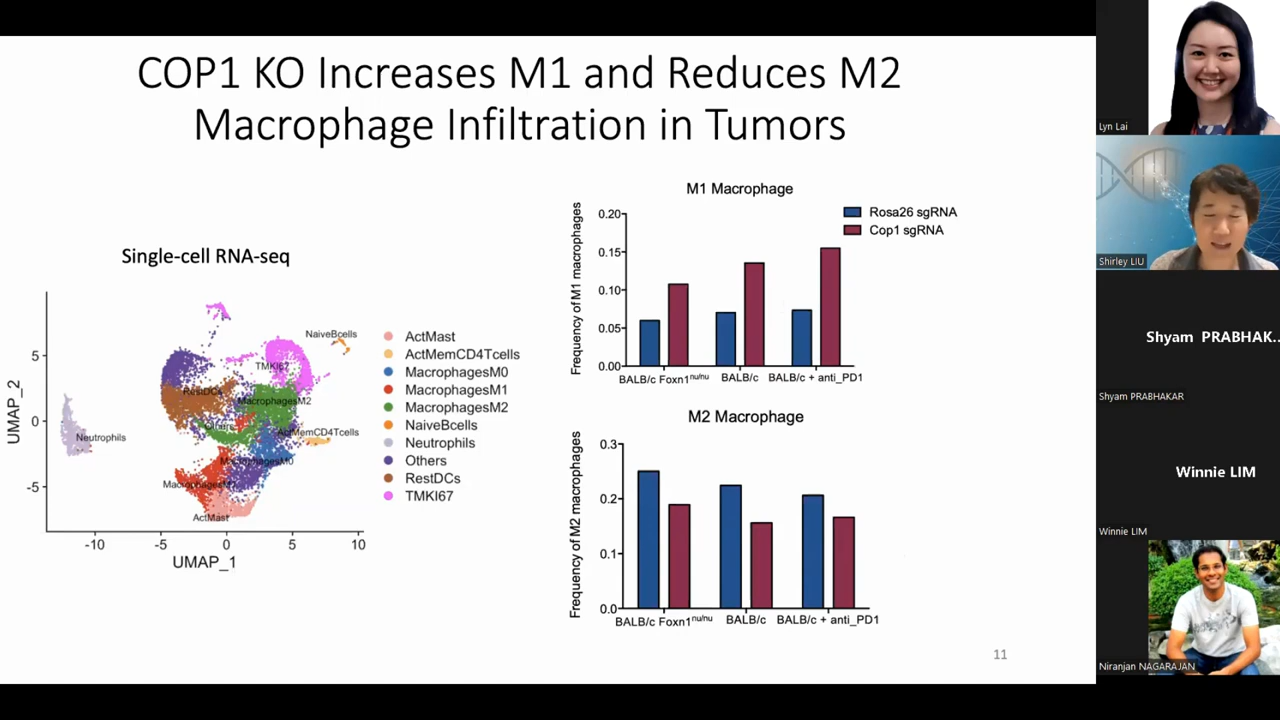 COP1 KO Increases M1 and Reduces M2
Macrophage Infiltration in Tumors
Single-cell RNA-seq
UMAP_2
5
0
-5
-10
-5
0
5
10
UMAP_1
NaiveBcells
TMKI67
RestDCs
MacrophagesM2
Others
ActMemCD4Tcells
Neutrophils
MacrophagesM0
ActMast
ActMast
ActMemCD4Tcells
MacrophagesM0
MacrophagesM1
MacrophagesM2
NaiveBcells
Neutrophils
Others
RestDCs
TMKI67
M1 Macrophage
Rosa26 sgRNA
Cop1 sgRNA
Frequency of M1 macrophages
0.20
0.15
0.10
0.05
0.00
BALB/c Foxn1nu/nu
BALB/c
BALB/c + anti_PD1
M2 Macrophage
Frequency of M2 macrophages
0.3
0.2
0.1
0.0
BALB/c Foxn1nu/nu
BALB/c
BALB/c + anti_PD1
11
Lyn Lai
Shirley LIU
Shyam PRABHAK...
Shyam PRABHAKAR
Winnie LIM
Winnie LIM
Niranjan NAGARAJAN